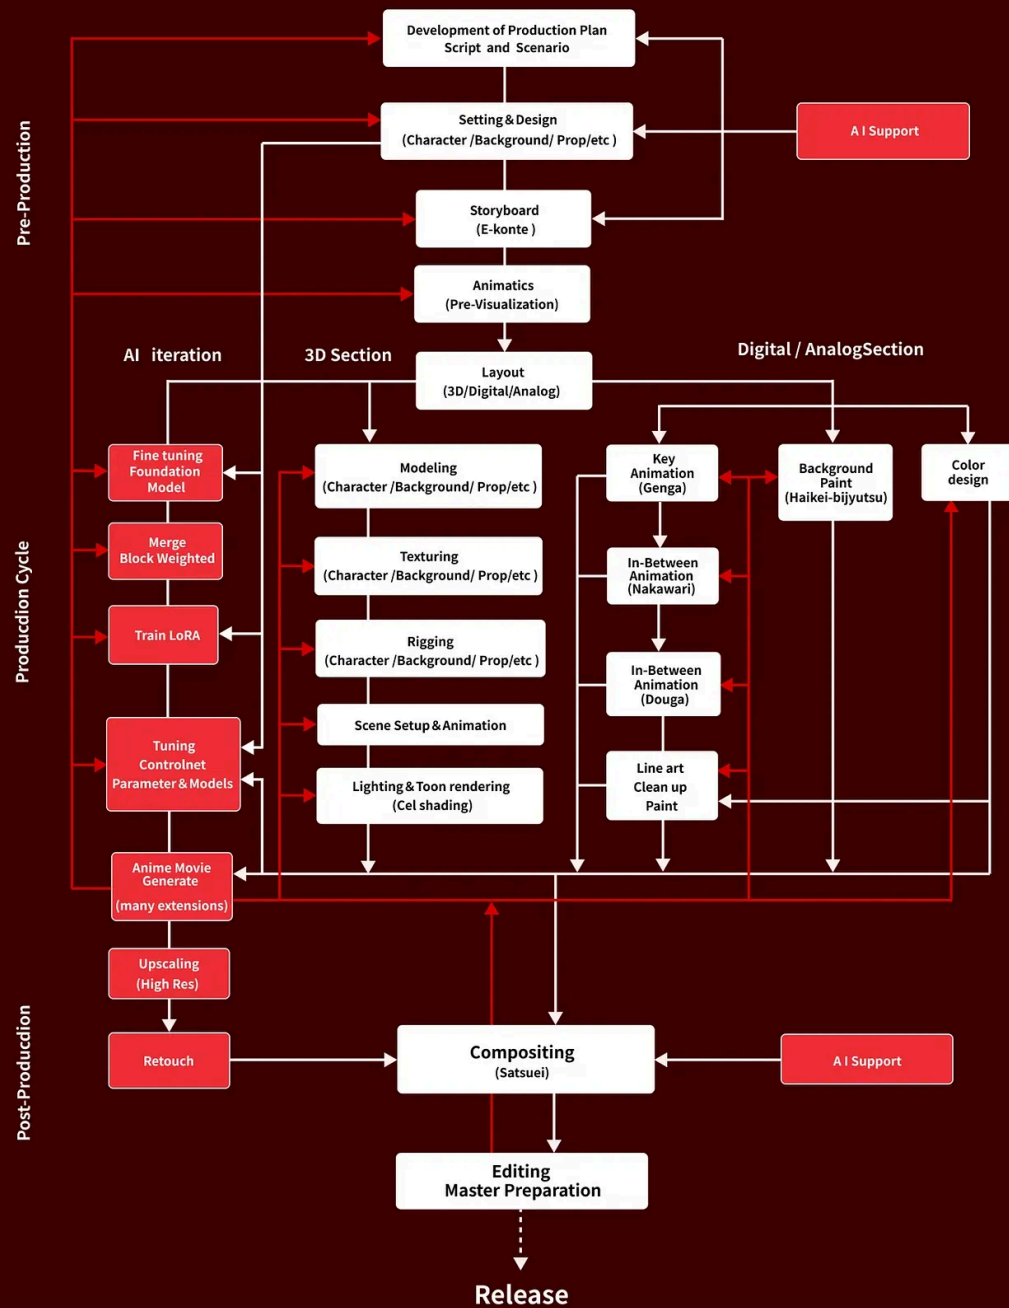 Development of Production Plan
Script and Scenario
Pre-Production
Setting & Design
(Character /Background/ Prop/etc )
A I Support
Storyboard
(E-konte )
Animatics
(Pre-Visualization)
AI iteration
3D Section
Digital / AnalogSection
Layout
(3D/Digital/Analog)
Producdion Cycle
Fine tuning
Foundation
Model
Merge
Block Weighted
Train LoRA
Tuning
Controlnet
Parameter & Models
Anime Movie
Generate
(many extensions)
Modeling
(Character /Background/ Prop/etc )
Texturing
(Character /Background/ Prop/etc )
Rigging
(Character /Background/ Prop/etc )
Scene Setup & Animation
Lighting & Toon rendering
(Cel shading)
Key
Animation
(Genga)
In-Between
Animation
(Nakawari)
In-Between
Animation
(Douga)
Line art
Clean up
Paint
Background
Paint
(Haikei-bijyutsu)
Color
design
Post-Producdion
Upscaling
(High Res)
Retouch
Compositing
(Satsuei)
A I Support
Editing
Master Preparation
Release